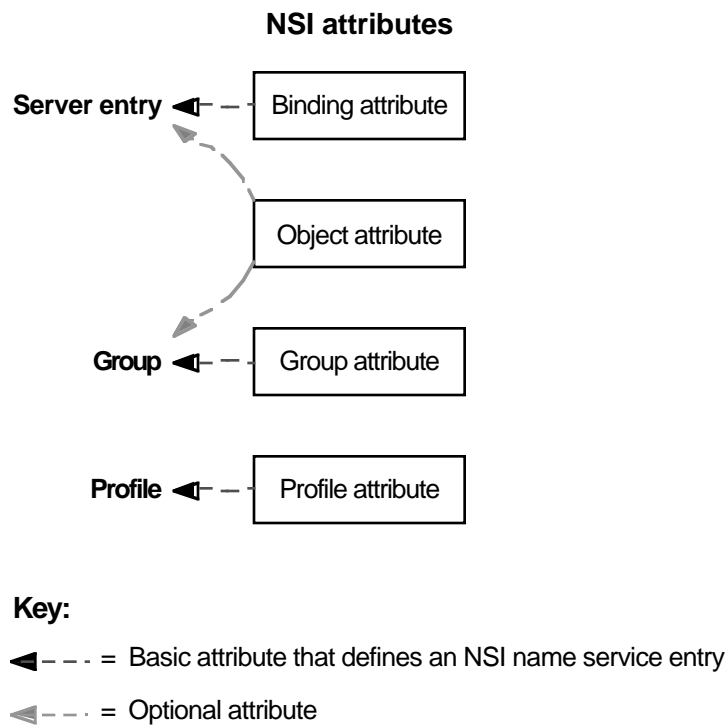 NSI attributes
Server entry
Binding attribute
Object attribute
Group
Group attribute
Profile
Profile attribute
Key:
= Basic attribute that defines an NSI name service entry
= Optional attribute